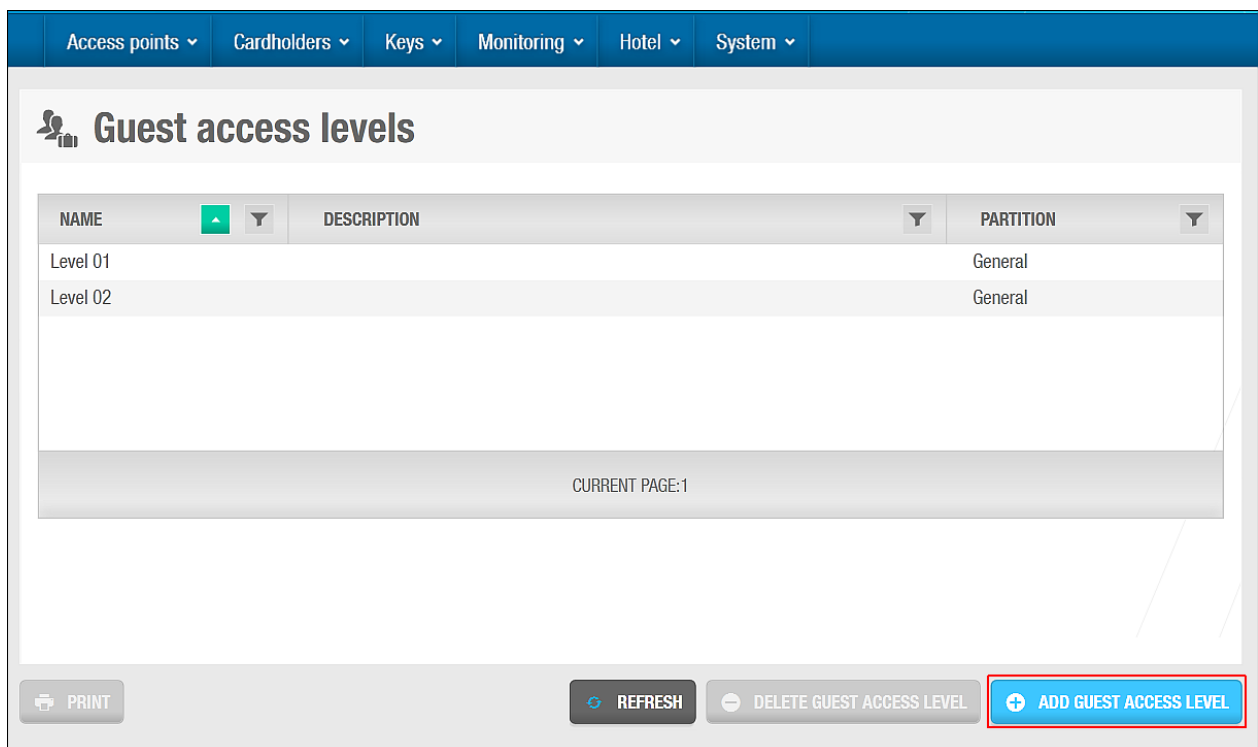 Access points Cardholders Keys Monitoring Hotel System
Guest access levels
NAME DESCRIPTION PARTITION
Level 01 General
Level 02 General
CURRENT PAGE:1
PRINT REFRESH DELETE GUEST ACCESS LEVEL ADD GUEST ACCESS LEVEL